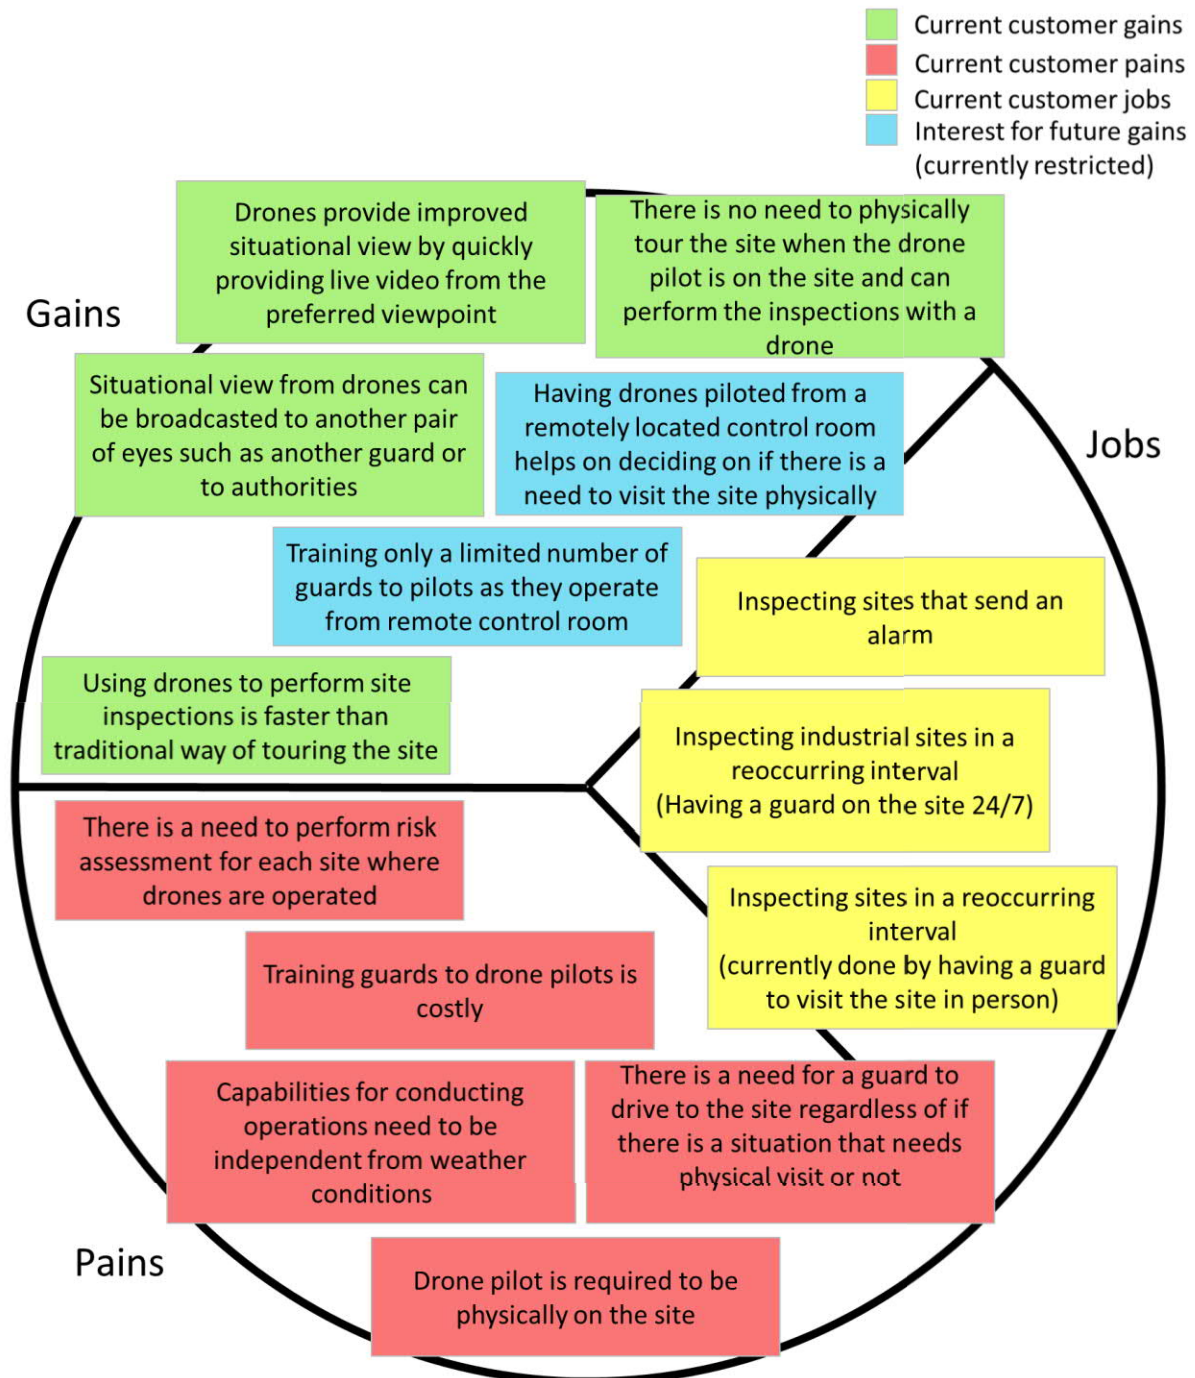 Current customer gains
Current customer pains
Current customer jobs
Interest for future gains
(currently restricted)
Gains
Drones provide improved
situational view by quickly
providing live video from the
preferred viewpoint
There is no need to physically
tour the site when the drone
pilot is on the site and can
perform the inspections with a
drone
Situational view from drones can
be broadcasted to another pair
of eyes such as another guard or
to authorities
Having drones piloted from a
remotely located control room
helps on deciding on if there is a
need to visit the site physically
Training only a limited number of
guards to pilots as they operate
from remote control room
Using drones to perform site
inspections is faster than
traditional way of touring the site
Jobs
Inspecting sites that send an
alarm
Inspecting industrial sites in a
reoccurring interval
(Having a guard on the site 24/7)
Inspecting sites in a reoccurring
interval
(currently done by having a guard
to visit the site in person)
There is a need to perform risk
assessment for each site where
drones are operated
Training guards to drone pilots is
costly
Capabilities for conducting
operations need to be
independent from weather
conditions
There is a need for a guard to
drive to the site regardless of if
there is a situation that needs
physical visit or not
Pains
Drone pilot is required to be
physically on the site